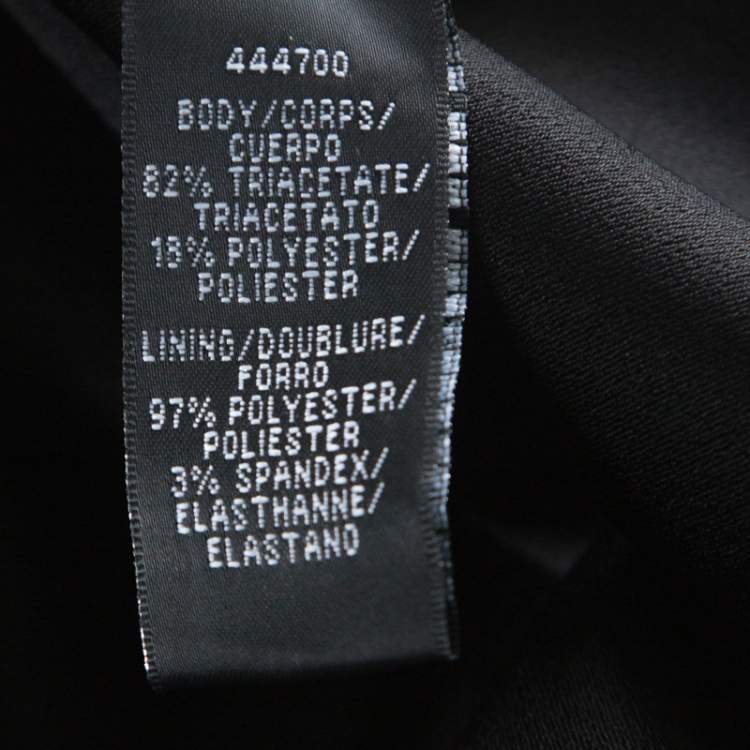 444700
BODY/CORPS/
CUERPO
82% TRIACETATE/
TRIACETATO
18% POLYESTER/
POLIESTER
LINING/DOUBLURE/
FORRO
97% POLYESTER/
POLIESTER
3% SPANDEX/
ELASTHANNE/
ELASTANO